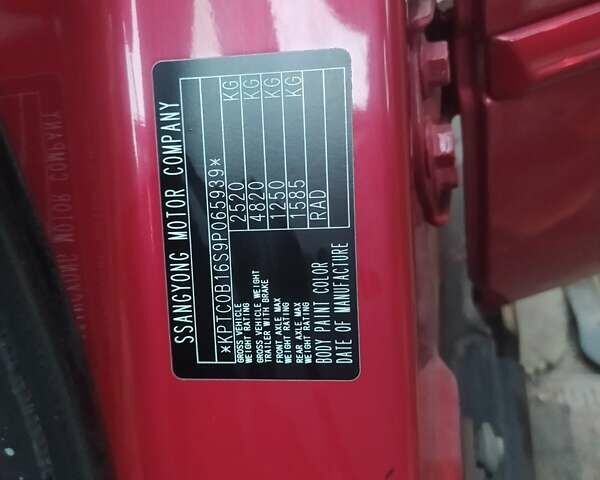 SSANGYONG MOTOR COMPANY
*KPTC0B16S9P065939*
GROSS VEHICLE WEIGHT RATING 2520 KG
GROSS VEHICLE WEIGHT TRAILER WITH BRAKE 4820 KG
FRONT AXLE MAX WEIGHT RATING 1250 KG
REAR AXLE MAX WEIGHT RATING 1585 KG
BODY PAINT COLOR RAD
DATE OF MANUFACTURE